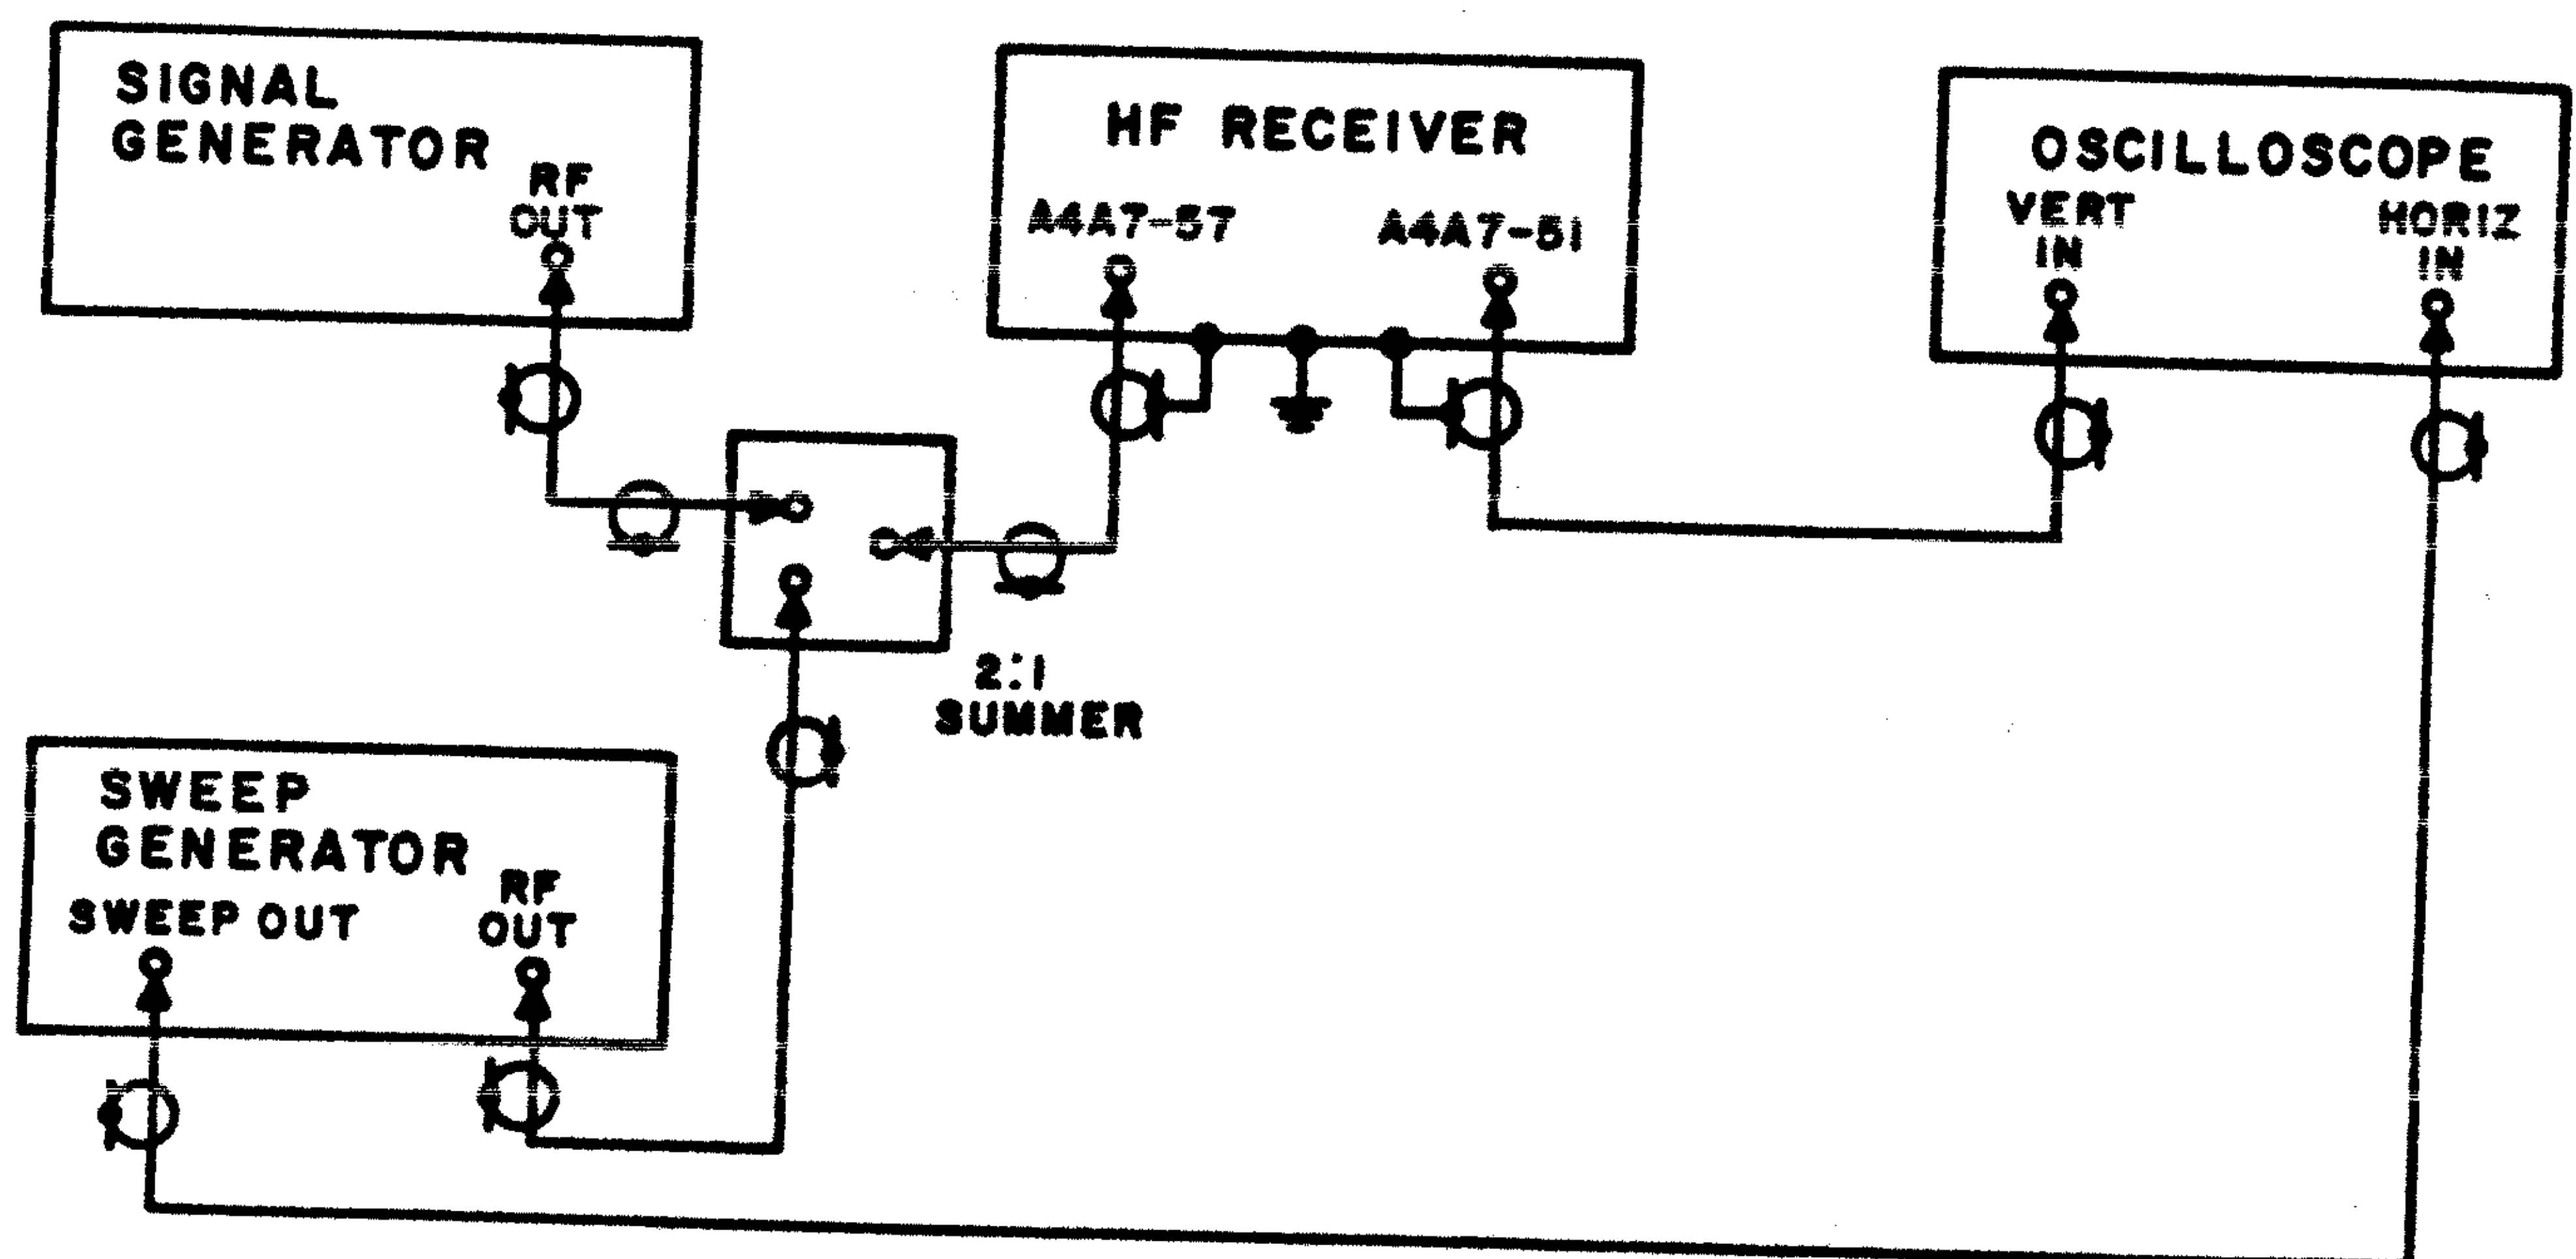 SIGNAL
GENERATOR
RF
OUT
HF RECEIVER
A4A7-57
A4A7-51
OSCILLOSCOPE
VERT
IN
HORIZ
IN
2:1
SUMMER
SWEEP
GENERATOR
SWEEP OUT
RF
OUT